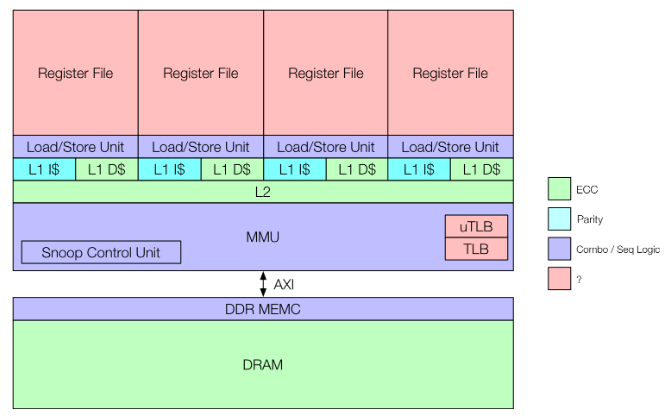 Register File Register File Register File Register File
Load/Store Unit Load/Store Unit Load/Store Unit Load/Store Unit
L1 I$ L1 D$ L1 I$ L1 D$ L1 I$ L1 D$ L1 I$ L1 D$
L2
MMU
uTLB
TLB
Snoop Control Unit
AXI
DDR MEMC
DRAM
ECC
Parity
Combo / Seq Logic
?